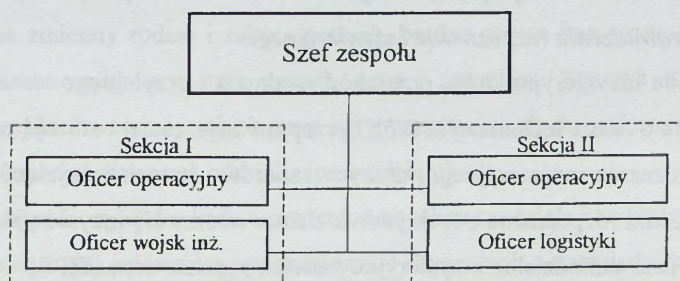 Szef zespołu
Sekcja I
Oficer operacyjny
Oficer wojsk inż.
Sekcja II
Oficer operacyjny
Oficer logistyki